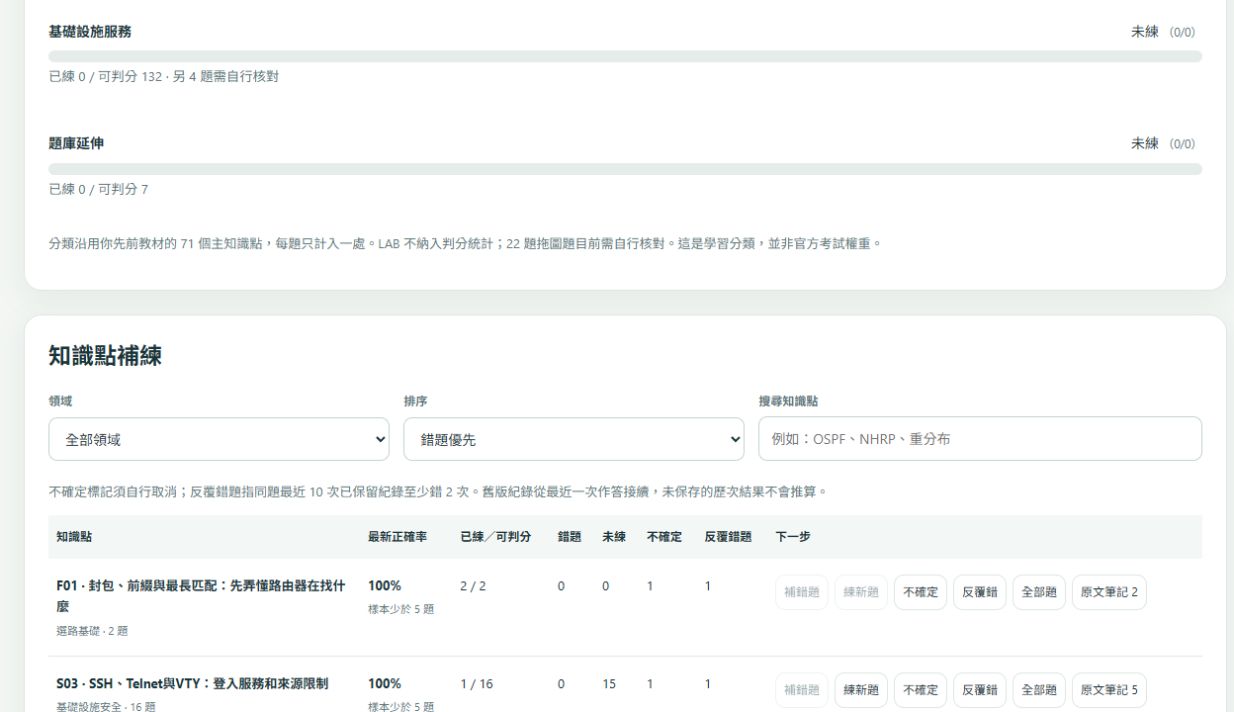 基礎設施服務 未練 (0/0)
已練 0 / 可判分 132 · 另 4 題需自行核對
題庫延伸 未練 (0/0)
已練 0 / 可判分 7
分類沿用你先前教材的 71 個主知識點，每題只計入一處。LAB 不納入判分統計；22 題拖圖題目前需自行核對。這是學習分類，並非官方考試權重。
知識點補練
領域 排序 搜尋知識點
全部領域 錯題優先 例如：OSPF、NHRP、重分布
不確定標記須自行取消；反覆錯題指同題最近 10 次已保留紀錄至少錯 2 次。舊版紀錄從最近一次作答接續，未保存的歷次結果不會推算。
知識點 最新正確率 已練／可判分 錯題 未練 不確定 反覆錯題 下一步
F01 · 封包、前綴與最長匹配：先弄懂路由器在找什 100% 2 / 2 0 0 1 1 補錯題 練新題 不確定 反覆錯 全部題 原文筆記 2
麼 樣本少於 5 題
選路基礎 · 2 題
S03 · SSH、Telnet與VTY：登入服務和來源限制 100% 1 / 16 0 15 1 1 補錯題 練新題 不確定 反覆錯 全部題 原文筆記 5
基礎設施安全 · 16 題 樣本少於 5 題